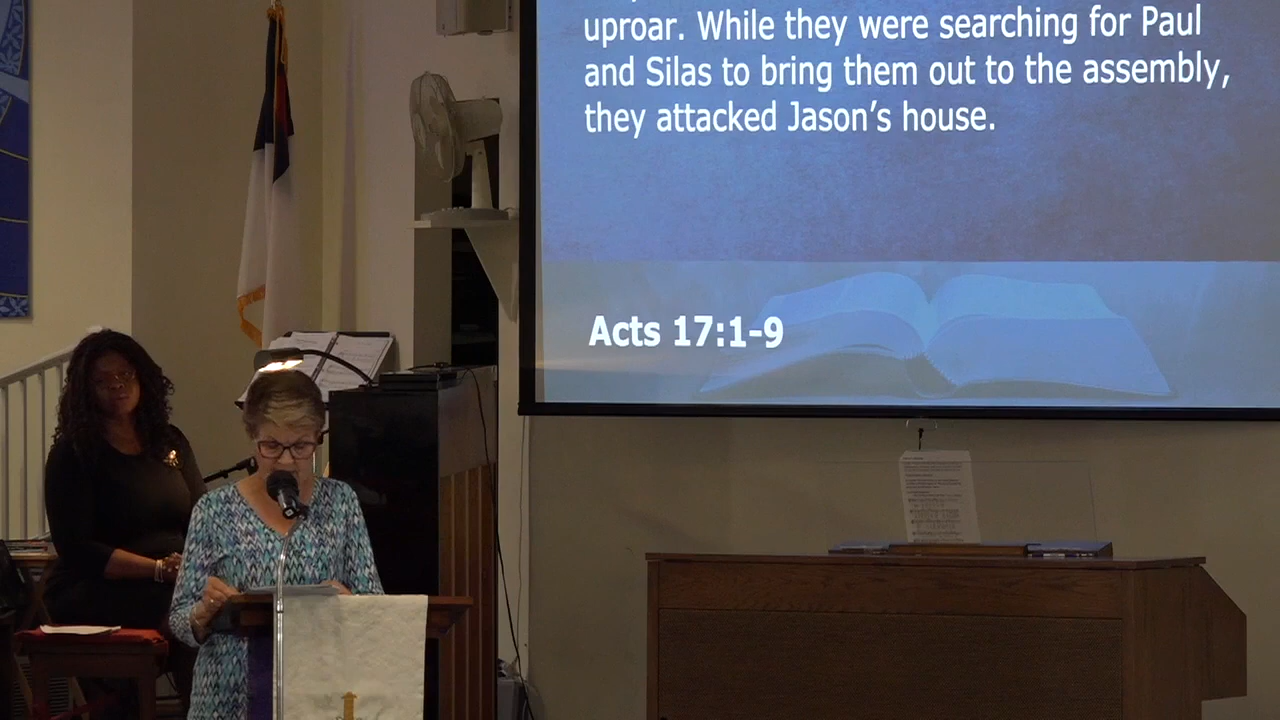 uproar. While they were searching for Paul
and Silas to bring them out to the assembly,
they attacked Jason’s house.
Acts 17:1-9